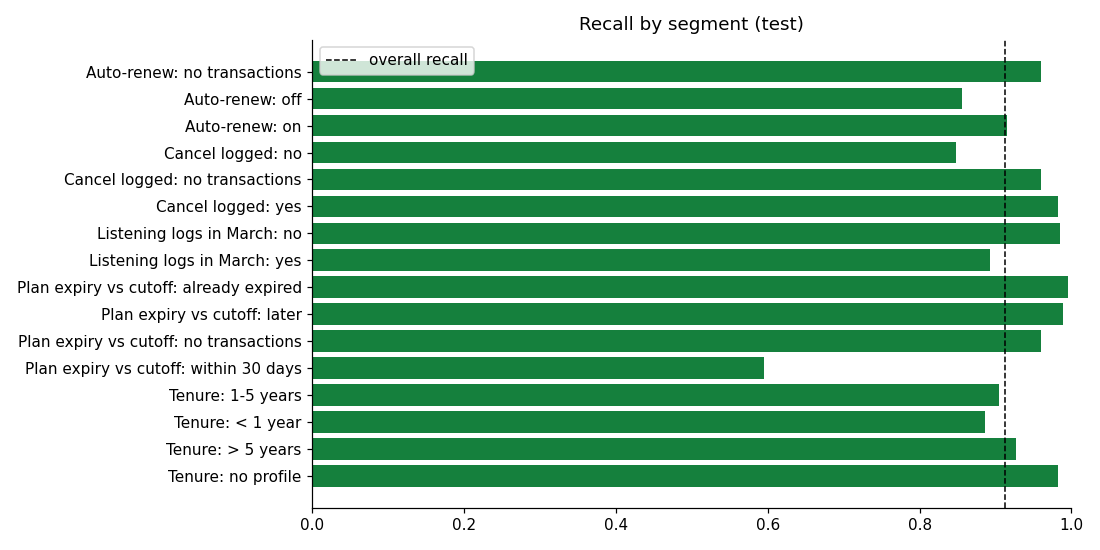 Recall by segment (test)
overall recall
Auto-renew: no transactions
Auto-renew: off
Auto-renew: on
Cancel logged: no
Cancel logged: no transactions
Cancel logged: yes
Listening logs in March: no
Listening logs in March: yes
Plan expiry vs cutoff: already expired
Plan expiry vs cutoff: later
Plan expiry vs cutoff: no transactions
Plan expiry vs cutoff: within 30 days
Tenure: 1-5 years
Tenure: < 1 year
Tenure: > 5 years
Tenure: no profile
0.0 0.2 0.4 0.6 0.8 1.0